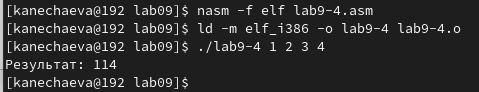 [kanechaeva@192 lab09]$ nasm -f elf lab9-4.asm
[kanechaeva@192 lab09]$ ld -m elf_i386 -o lab9-4 lab9-4.o
[kanechaeva@192 lab09]$ ./lab9-4 1 2 3 4
Результат: 114
[kanechaeva@192 lab09]$